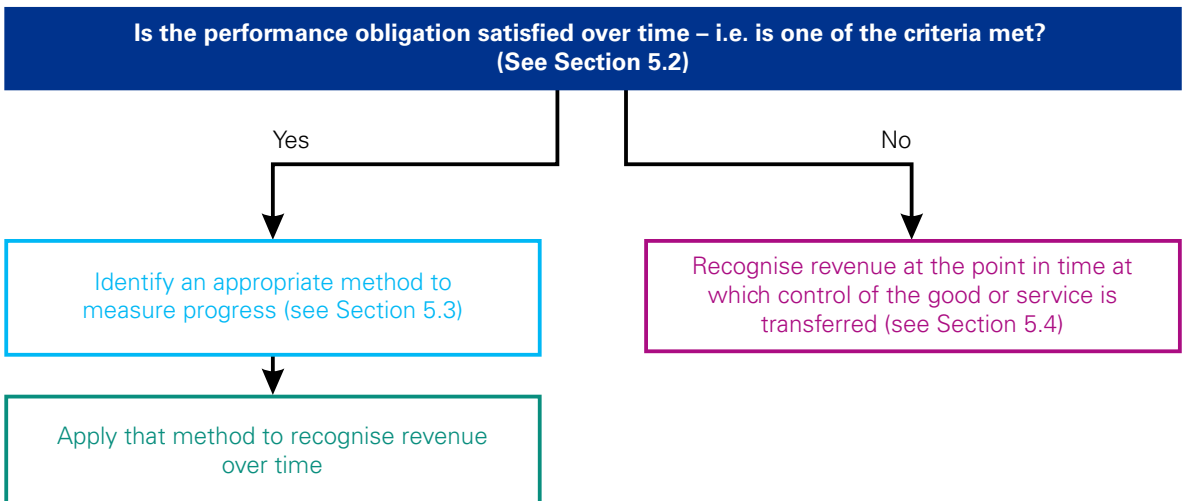 Is the performance obligation satisfied over time – i.e. is one of the criteria met?
(See Section 5.2)
Yes
No
Identify an appropriate method to
measure progress (see Section 5.3)
Recognise revenue at the point in time at
which control of the good or service is
transferred (see Section 5.4)
Apply that method to recognise revenue
over time